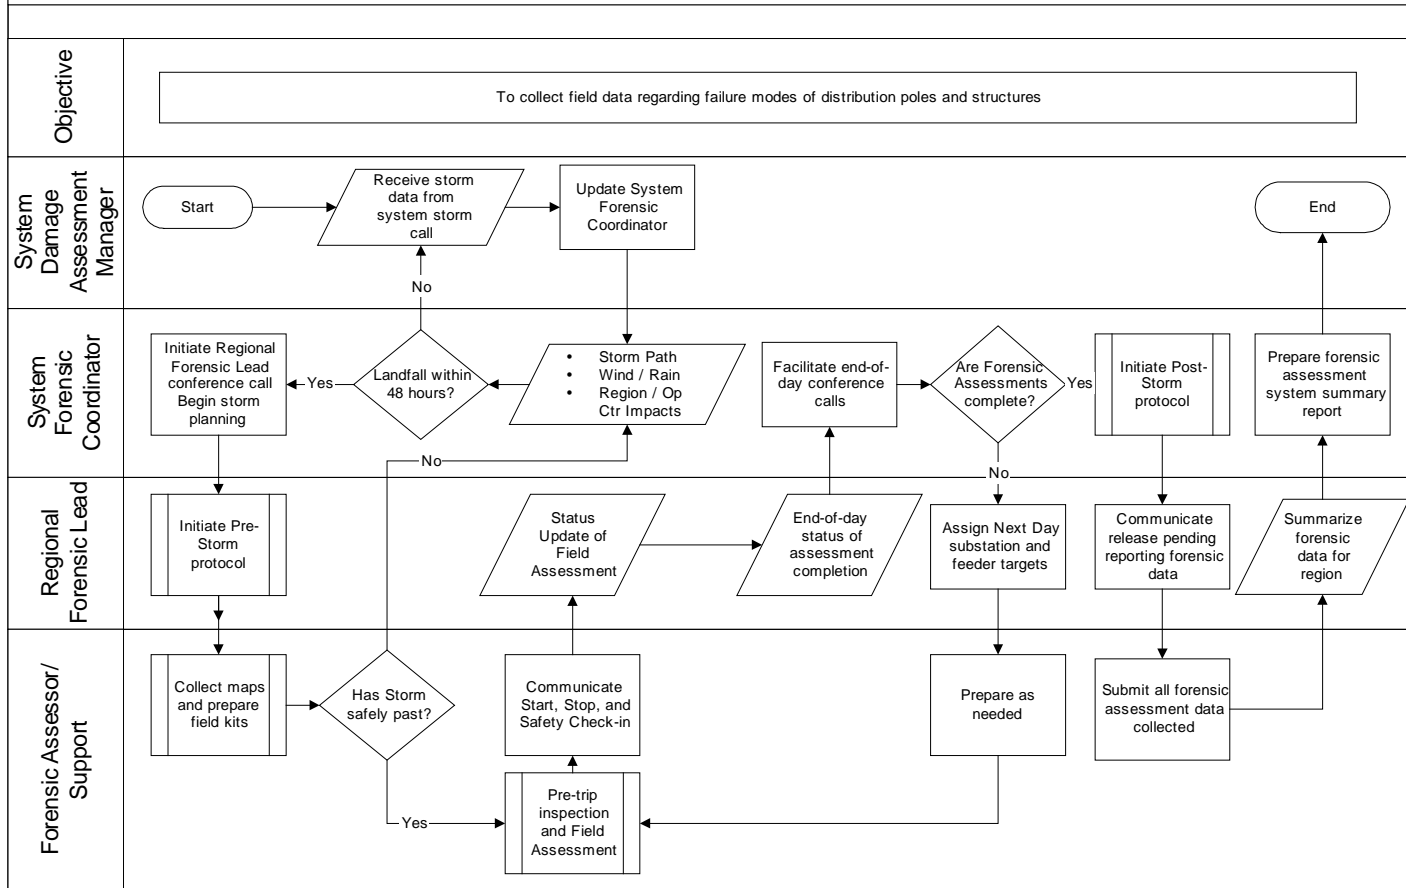 Objective
To collect field data regarding failure modes of distribution poles and structures
System
Damage
Assessment
Manager
Start
Receive storm
data from
system storm
call
Update System
Forensic
Coordinator
End
No
System
Forensic
Coordinator
Initiate Regional
Forensic Lead
conference call
Begin storm
planning
Yes
Landfall within
48 hours?
• Storm Path
• Wind / Rain
• Region / Op
Ctr Impacts
Facilitate end-of-
day conference
calls
Are Forensic
Assessments
complete?
Yes
Initiate Post-
Storm
protocol
Prepare forensic
assessment
system summary
report
No
No
Regional
Forensic Lead
Initiate Pre-
Storm
protocol
Status
Update of
Field
Assessment
End-of-day
status of
assessment
completion
Assign Next Day
substation and
feeder targets
Communicate
release pending
reporting forensic
data
Summarize
forensic
data for
region
Forensic Assessor/
Support
Collect maps
and prepare
field kits
Has Storm
safely past?
Communicate
Start, Stop, and
Safety Check-in
Prepare as
needed
Submit all forensic
assessment data
collected
Yes
Pre-trip
inspection
and Field
Assessment